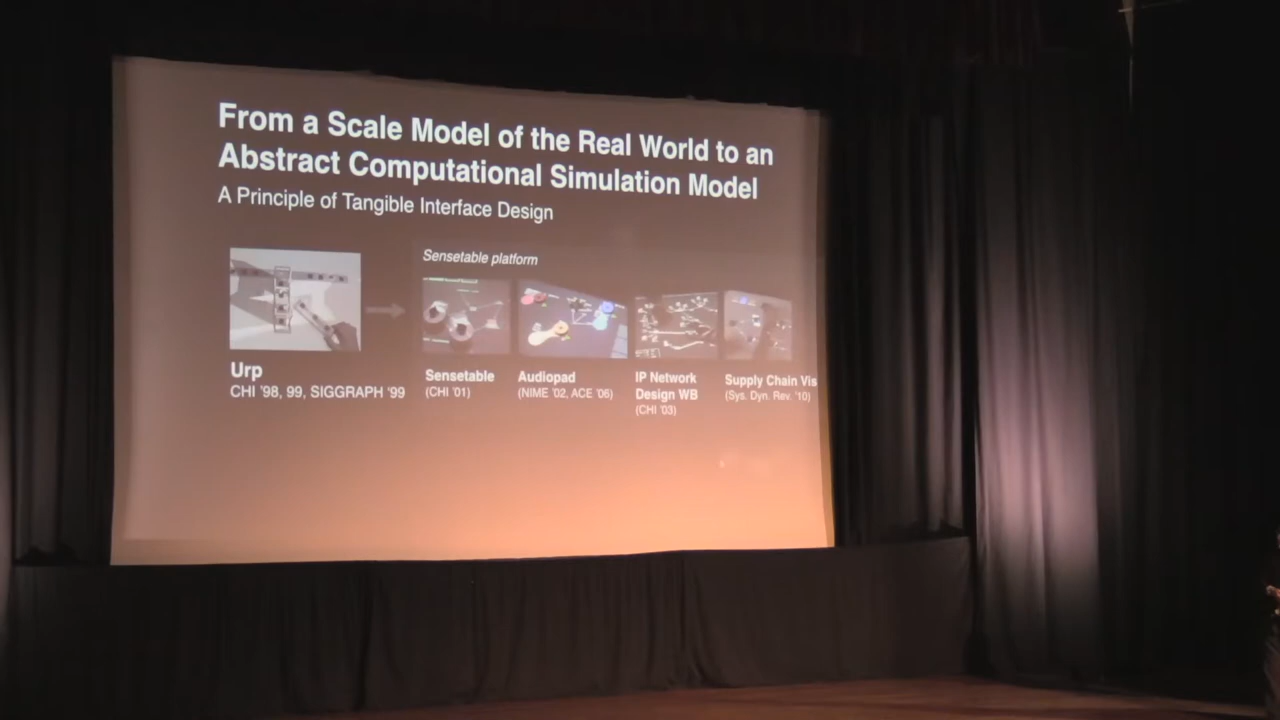 From a Scale Model of the Real World to an
Abstract Computational Simulation Model
A Principle of Tangible Interface Design
Sensetable platform
Urp
CHI '98, 99, SIGGRAPH '99
Sensetable
(CHI '01)
Audiopad
(NIME '02, ACE '06)
IP Network
Design WB
(CHI '03)
Supply Chain Vis
(Sys. Dyn. Rev. '10)